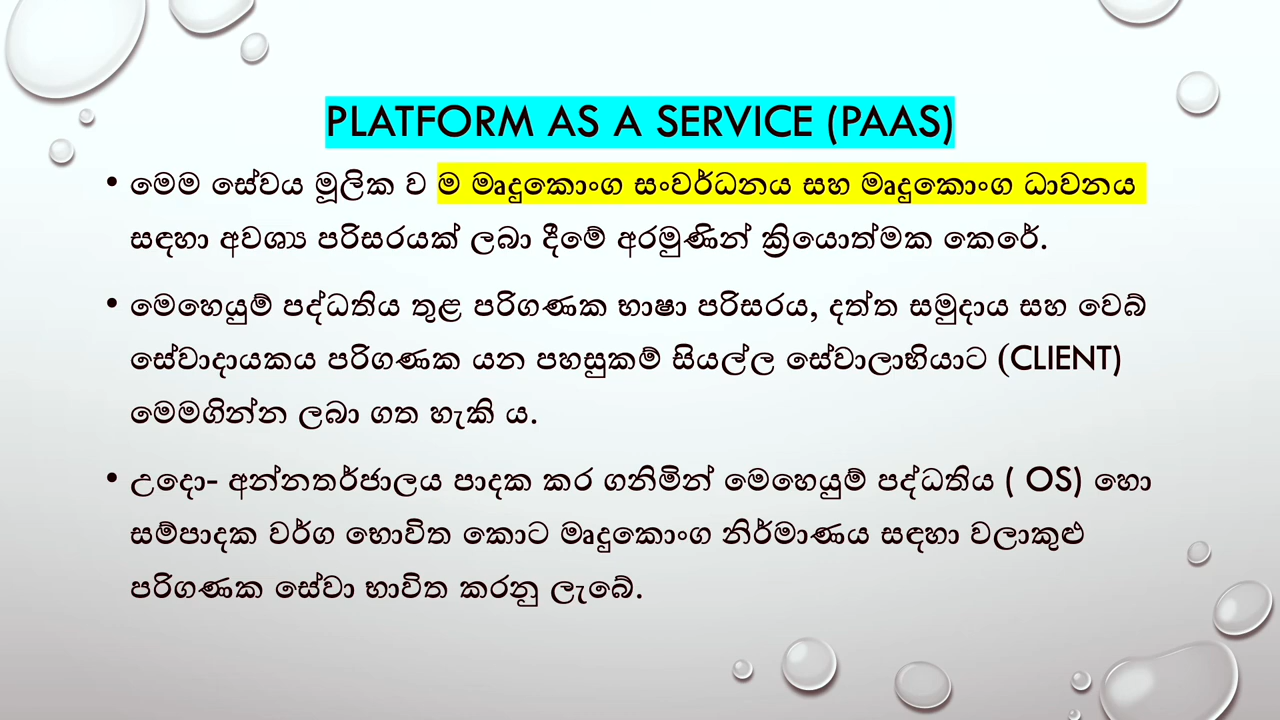 PLATFORM AS A SERVICE (PAAS)
• මෙම සේවය මූලික ව ම මෘදුකොංග සංවර්ධනය සහ මෘදුකොංග ධාවනය
සඳහා අවශ්‍ය පරිසරයක් ලබා දීමේ අරමුණින් ක්‍රියොත්මක කෙරේ.
• මෙහෙයුම් පද්ධතිය තුළ පරිගණක භාෂා පරිසරය, දත්ත සමුදාය සහ වෙබ්
සේවාදායකය පරිගණක යන පහසුකම් සියල්ල සේවාලාභියාට (CLIENT)
මෙමගින්න ලබා ගත හැකි ය.
• උදො- අන්නතර්ජාලය පාදක කර ගනිමින් මෙහෙයුම් පද්ධතිය ( OS) හො
සම්පාදක වර්ග භොවිත කොට මෘදුකොංග නිර්මාණය සඳහා වලාකුළු
පරිගණක සේවා භාවිත කරනු ලැබේ.